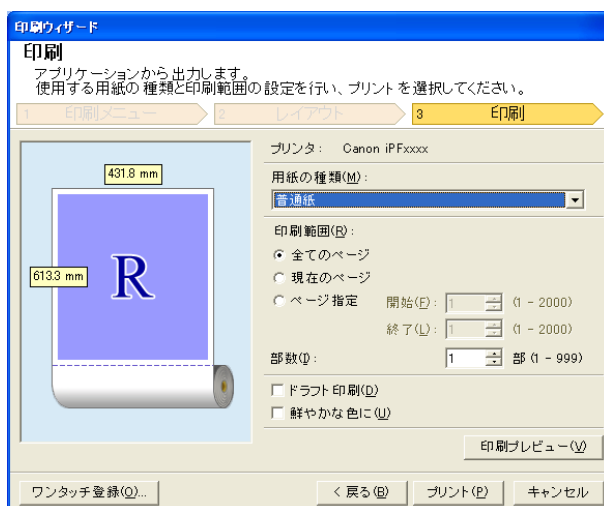 印刷ウィザード
印刷
アプリケーションから出力します。
使用する用紙の種類と印刷範囲の設定を行い、プリントを選択してください。
1 印刷メニュー 2 レイアウト 3 印刷
プリンタ： Canon iPFxxxx
用紙の種類(M)：
普通紙
431.8 mm
613.3 mm
R
印刷範囲(R)：
全てのページ
現在のページ
ページ指定 開始(F)： 1 (1 - 2000)
終了(L)： 1 (1 - 2000)
部数(I)： 1 部 (1 - 999)
ドラフト印刷(D)
鮮やかな色に(U)
印刷プレビュー(V)
ワンタッチ登録(O)... < 戻る(B) プリント(P) キャンセル